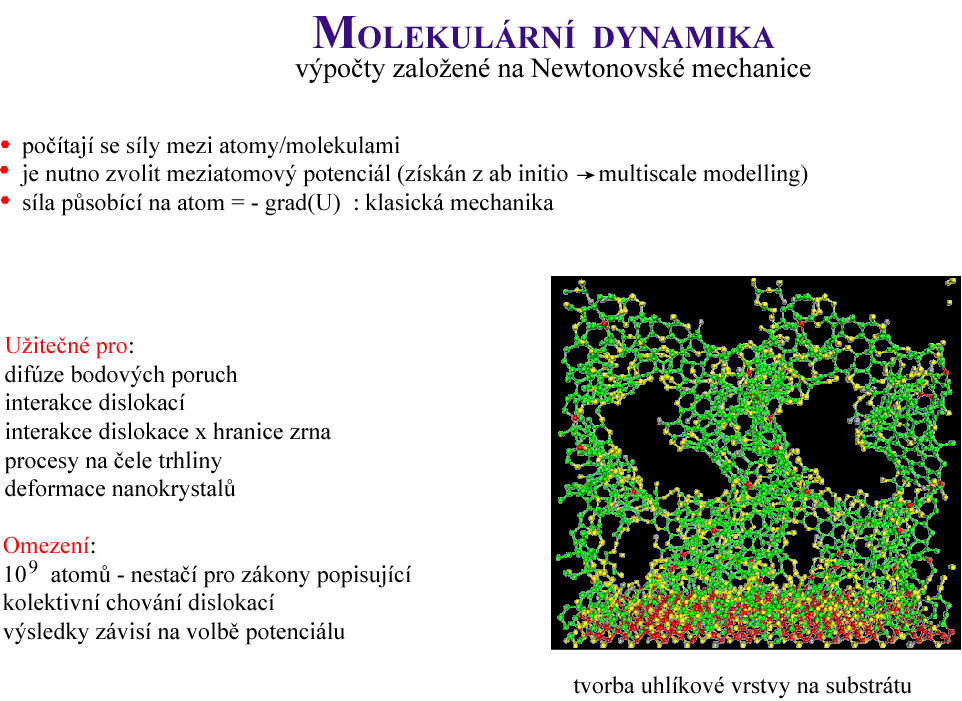 MOLEKULÁRNÍ DYNAMIKA
výpočty založené na Newtonovské mechanice
• počítají se síly mezi atomy/molekulami
• je nutno zvolit meziatomový potenciál (získán z ab initio → multiscale modelling)
• síla působící na atom = - grad(U) : klasická mechanika
Užitečné pro:
difúze bodových poruch
interakce dislokací
interakce dislokace x hranice zrna
procesy na čele trhliny
deformace nanokrystalů
Omezení:
10⁹ atomů - nestačí pro zákony popisující
kolektivní chování dislokací
výsledky závisí na volbě potenciálu
tvorba uhlíkové vrstvy na substrátu